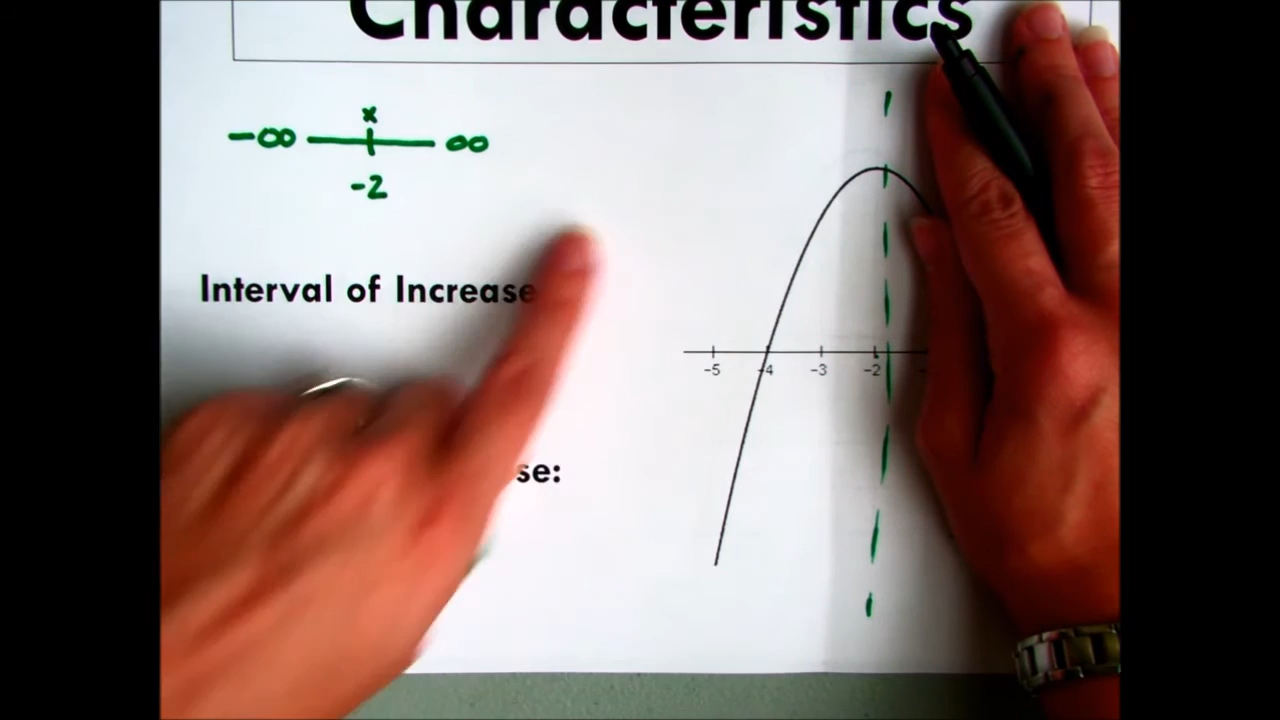 Characteristics
x
-∞ ∞
-2
Interval of Increase
se:
-5 -4 -3 -2